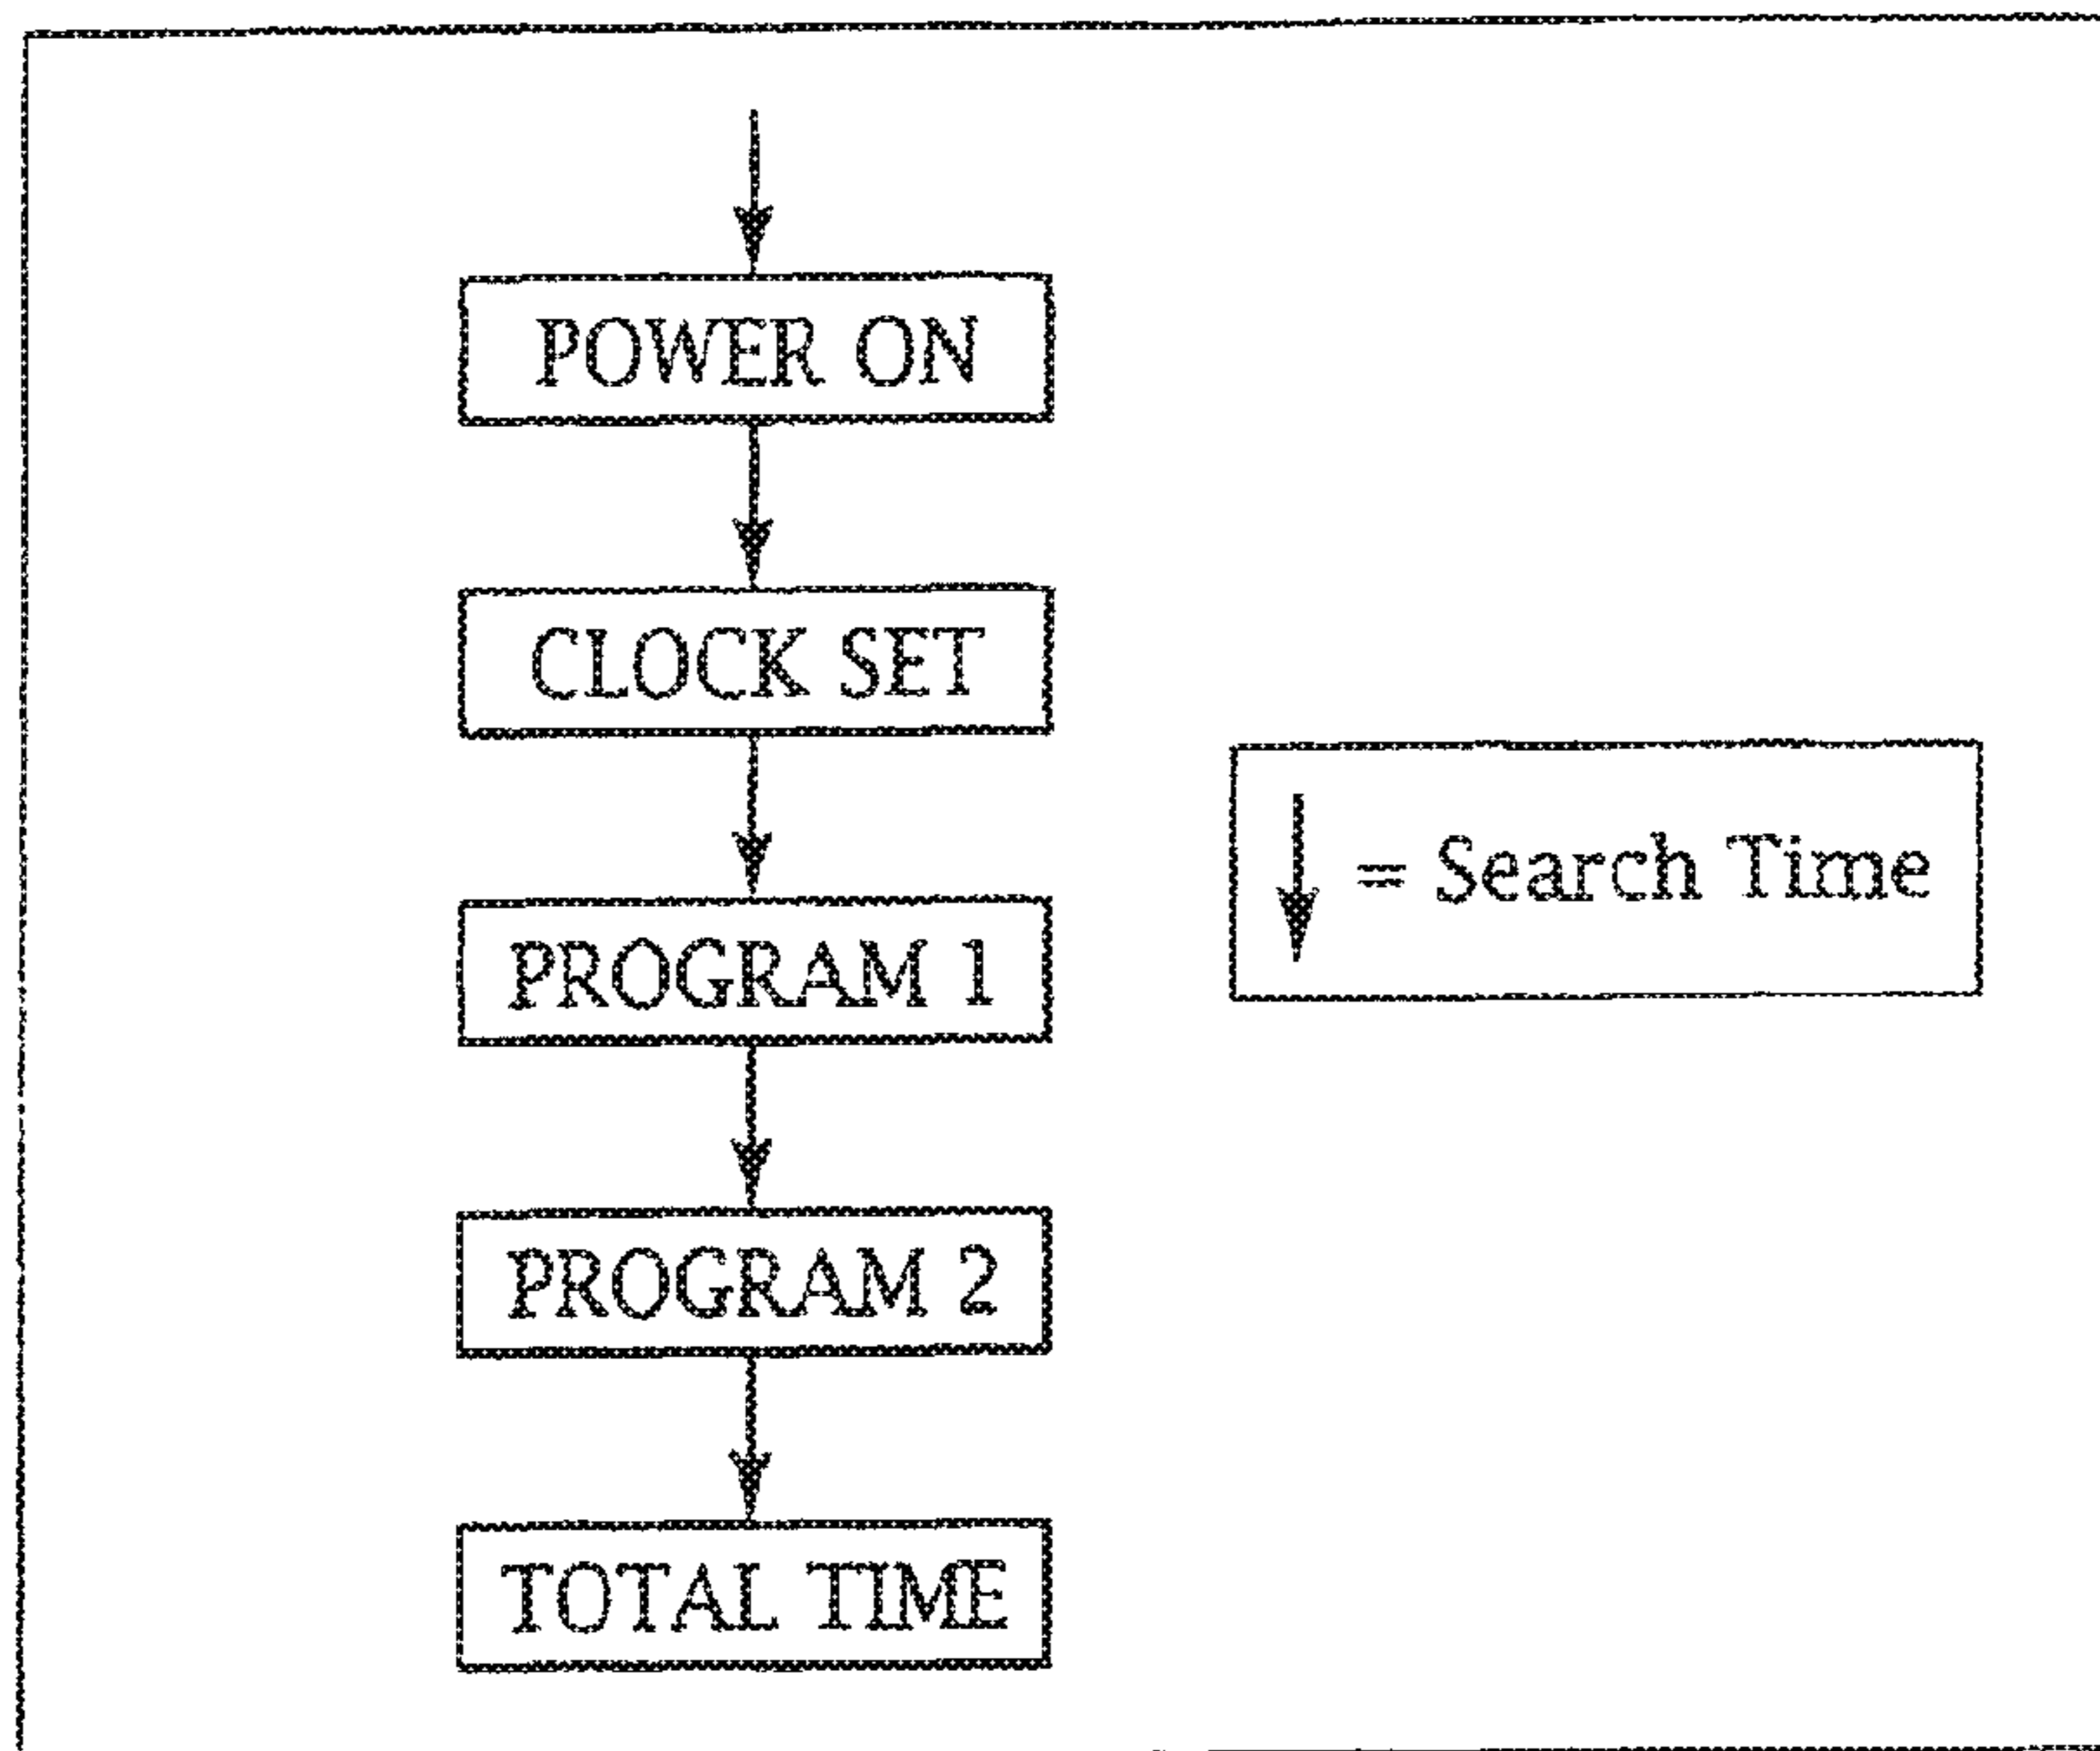 POWER ON
CLOCK SET
PROGRAM 1
PROGRAM 2
TOTAL TIME
= Search Time